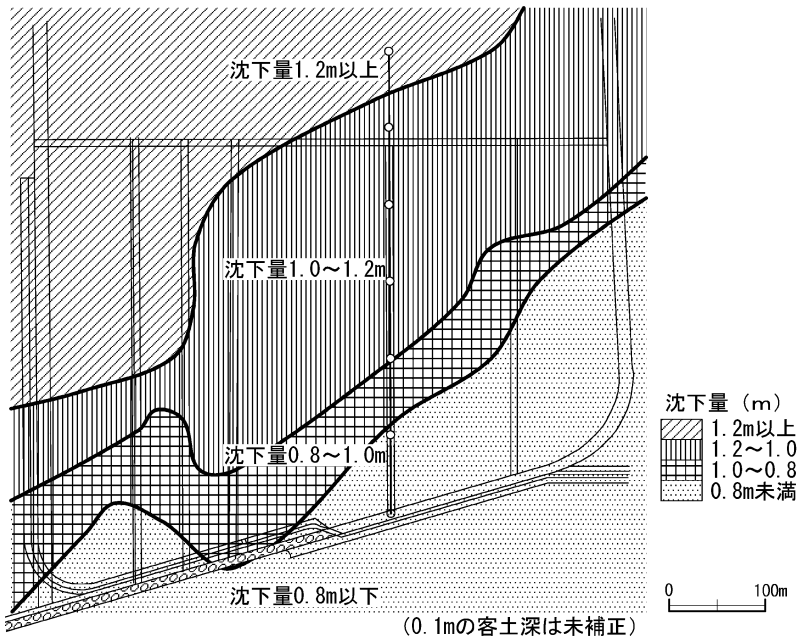 沈下量1.2m以上
沈下量1.0～1.2m
沈下量0.8～1.0m
沈下量0.8m以下
(0.1mの客土深は未補正)
沈下量(m)
1.2m以上
1.2～1.0
1.0～0.8
0.8m未満
0 100m